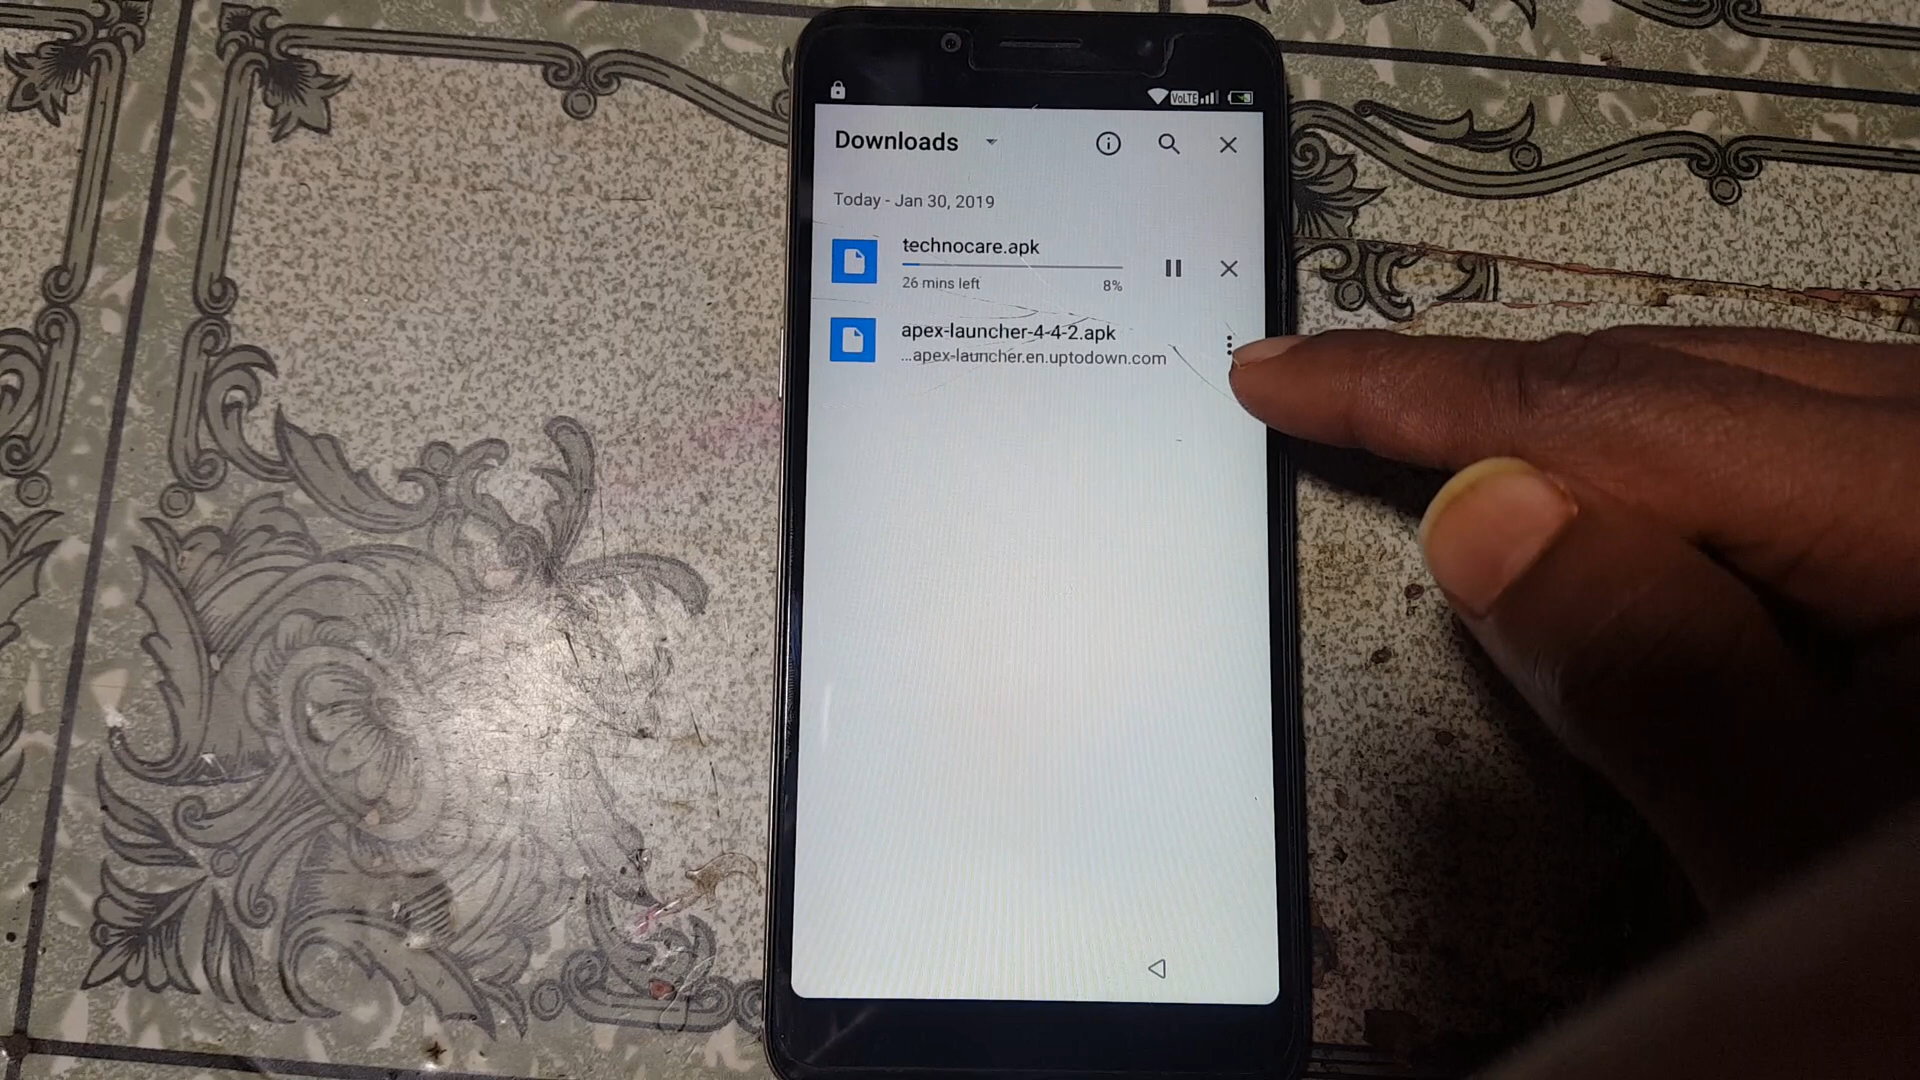 VoLTE
Downloads
Today - Jan 30, 2019
technocare.apk
26 mins left 8%
apex-launcher-4-4-2.apk
...apex-launcher.en.uptodown.com